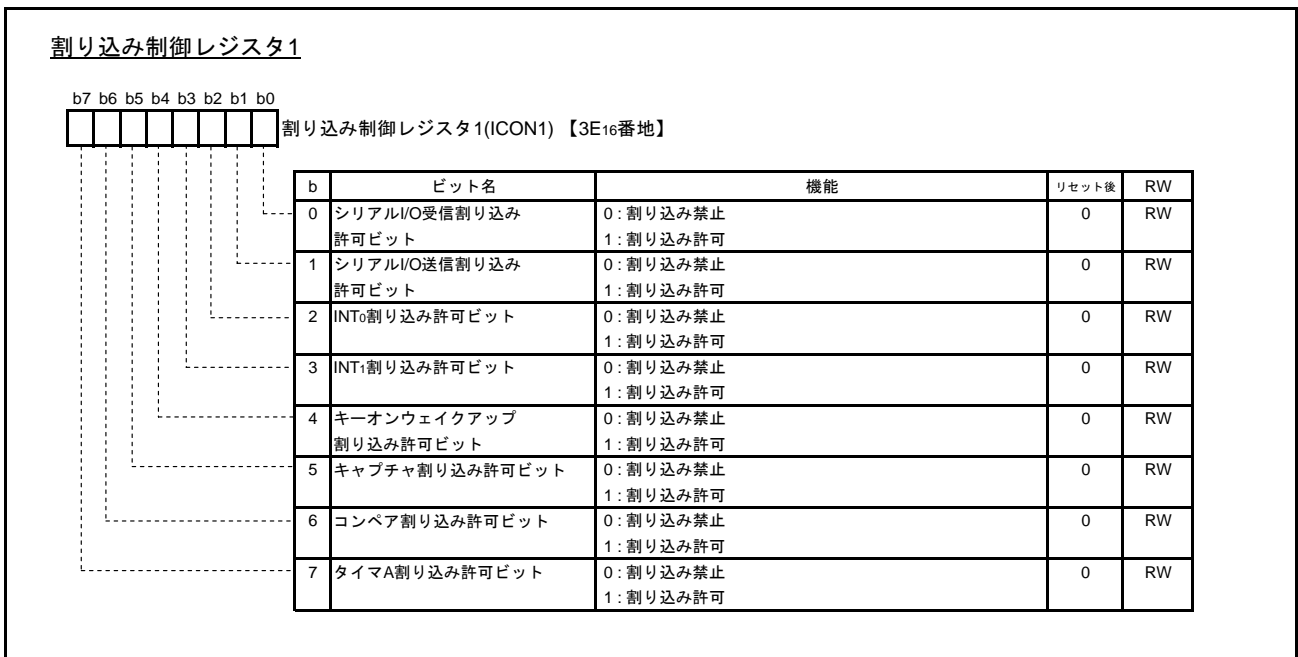 割り込み制御レジスタ1
b7 b6 b5 b4 b3 b2 b1 b0
割り込み制御レジスタ1(ICON1) 【3E16番地】
b ビット名 機能 リセット後 RW
0 シリアルI/O受信割り込み 0 : 割り込み禁止 0 RW
許可ビット 1 : 割り込み許可
1 シリアルI/O送信割り込み 0 : 割り込み禁止 0 RW
許可ビット 1 : 割り込み許可
2 INT0割り込み許可ビット 0 : 割り込み禁止 0 RW
1 : 割り込み許可
3 INT1割り込み許可ビット 0 : 割り込み禁止 0 RW
1 : 割り込み許可
4 キーオンウェイクアップ 0 : 割り込み禁止 0 RW
割り込み許可ビット 1 : 割り込み許可
5 キャプチャ割り込み許可ビット 0 : 割り込み禁止 0 RW
1 : 割り込み許可
6 コンペア割り込み許可ビット 0 : 割り込み禁止 0 RW
1 : 割り込み許可
7 タイマA割り込み許可ビット 0 : 割り込み禁止 0 RW
1 : 割り込み許可